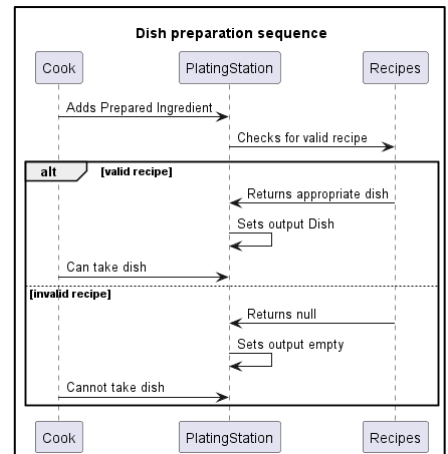 Dish preparation sequence
Cook PlatingStation Recipes
Adds Prepared Ingredient
Checks for valid recipe
alt [valid recipe]
Returns appropriate dish
Sets output Dish
Can take dish
[invalid recipe]
Returns null
Sets output empty
Cannot take dish
Cook PlatingStation Recipes